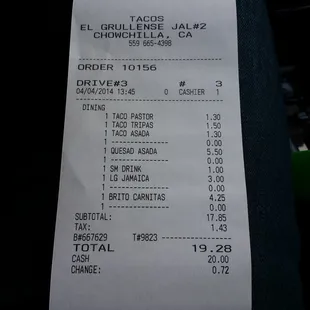 TACOS
EL GRULLENSE JAL#2
CHOWCHILLA, CA
559 665-4398
ORDER 10156
DRIVE#3 # 3
04/04/2014 13:45 0 CASHIER 1
DINING
1 TACO PASTOR 1.30
1 TACO TRIPAS 1.50
1 TACO ASADA 1.30
1 ------------ 0.00
1 QUESAD ASADA 5.50
1 ------------ 0.00
1 SM DRINK 1.00
1 LG JAMAICA 3.00
1 ------------ 0.00
1 BRITO CARNITAS 4.25
1 ------------ 0.00
SUBTOTAL: 17.85
TAX: 1.43
B#667629 T#9823 --------------
TOTAL 19.28
CASH 20.00
CHANGE: 0.72